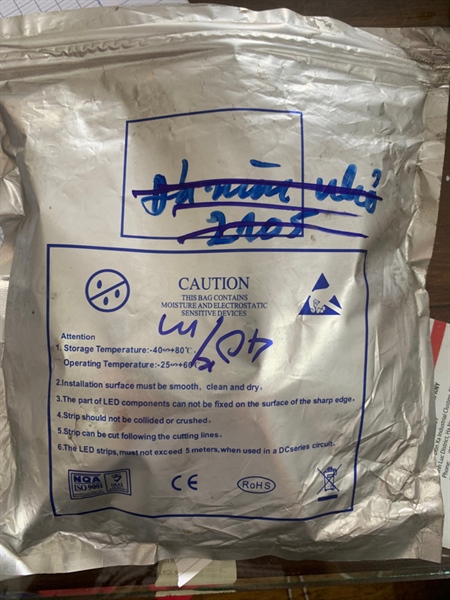 2105
CAUTION
THIS BAG CONTAINS
MOISTURE AND ELECTROSTATIC
SENSITIVE DEVICES
Attention
1. Storage Temperature:-40~+80℃.
Operating Temperature:-25~+60
2.Installation surface must be smooth, clean and dry.
3.The part of LED components can not be fixed on the surface of the sharp edge.
4.Strip should not be collided or crushed.
5.Strip can be cut following the cutting lines.
6.The LED strips,must not exceed 5 meters,when used in a DCseries circuit.
NQA
ISO 9001
CE
RoHS